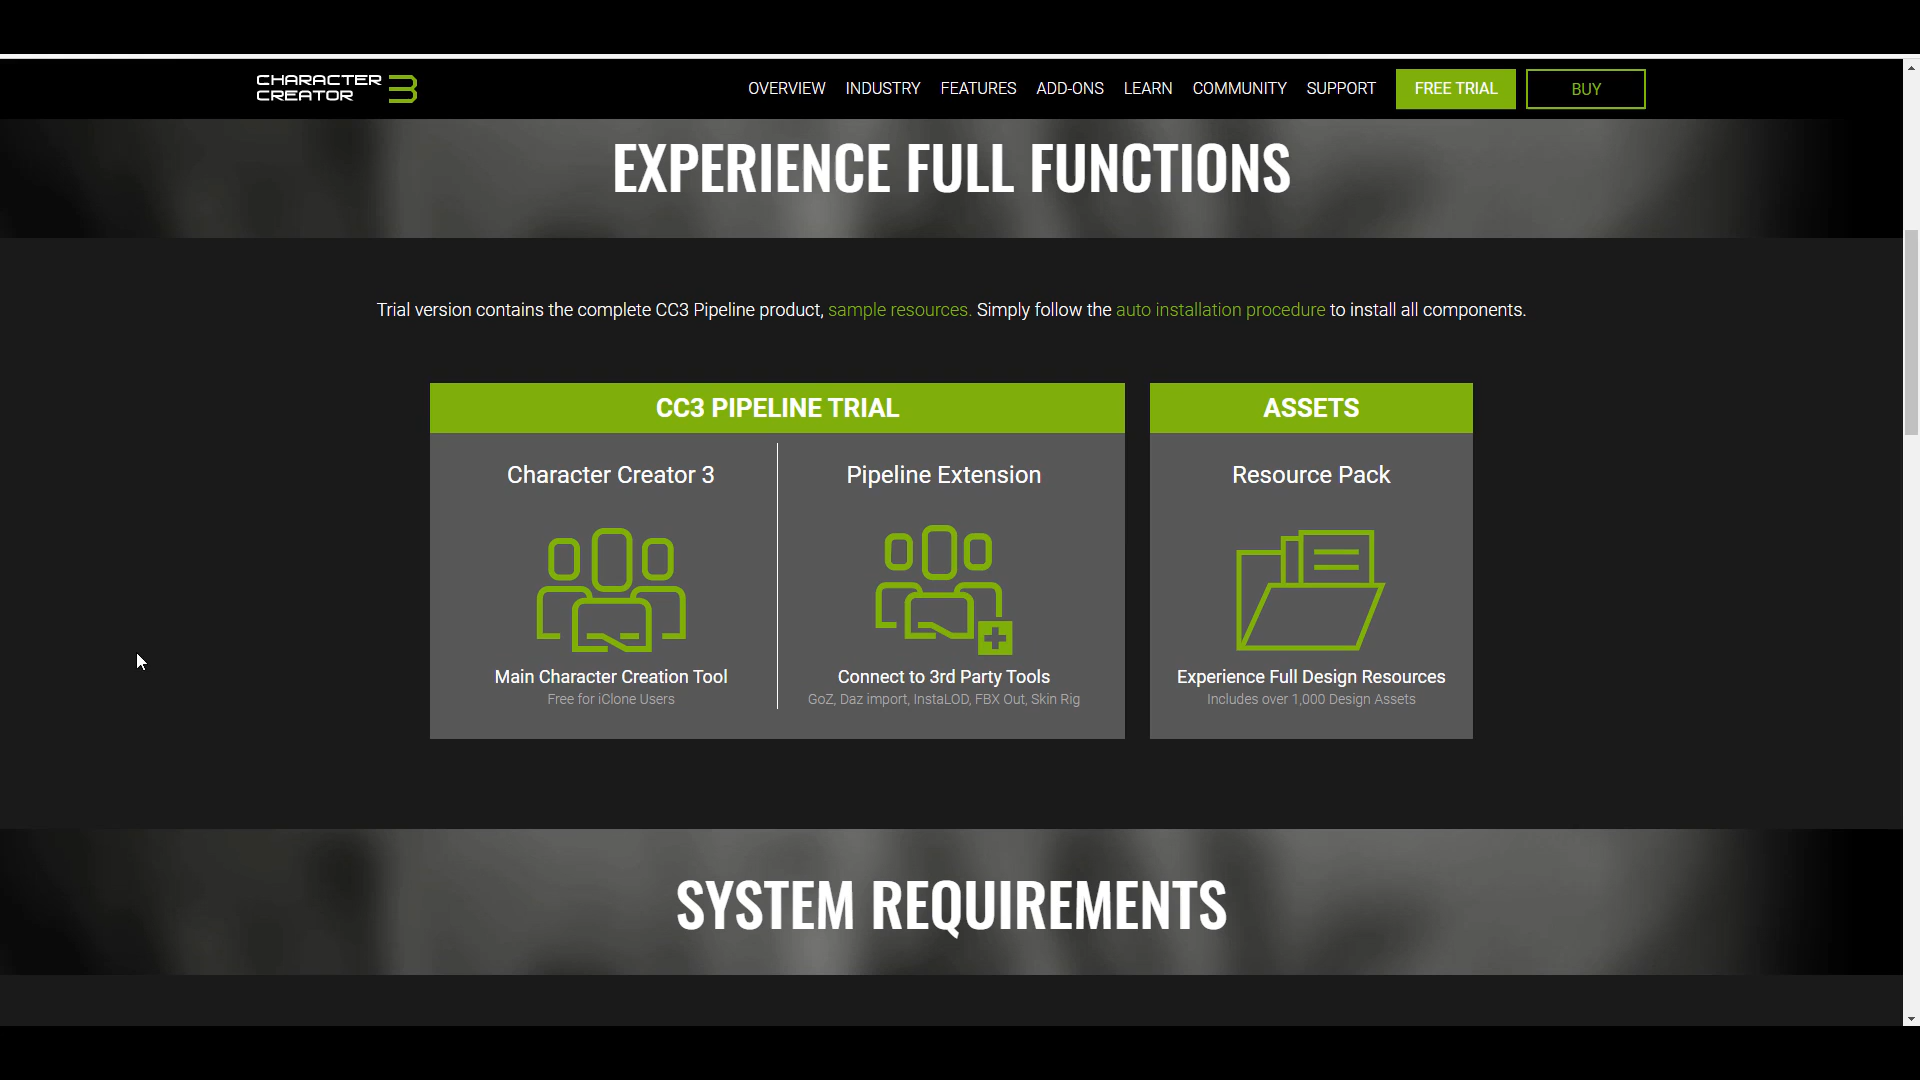 CHARACTER
CREATOR 3
OVERVIEW INDUSTRY FEATURES ADD-ONS LEARN COMMUNITY SUPPORT FREE TRIAL BUY
EXPERIENCE FULL FUNCTIONS
Trial version contains the complete CC3 Pipeline product, sample resources. Simply follow the auto installation procedure to install all components.
CC3 PIPELINE TRIAL
Character Creator 3
Main Character Creation Tool
Free for iClone Users
Pipeline Extension
Connect to 3rd Party Tools
GoZ, Daz import, InstaLOD, FBX Out, Skin Rig
ASSETS
Resource Pack
Experience Full Design Resources
Includes over 1,000 Design Assets
SYSTEM REQUIREMENTS